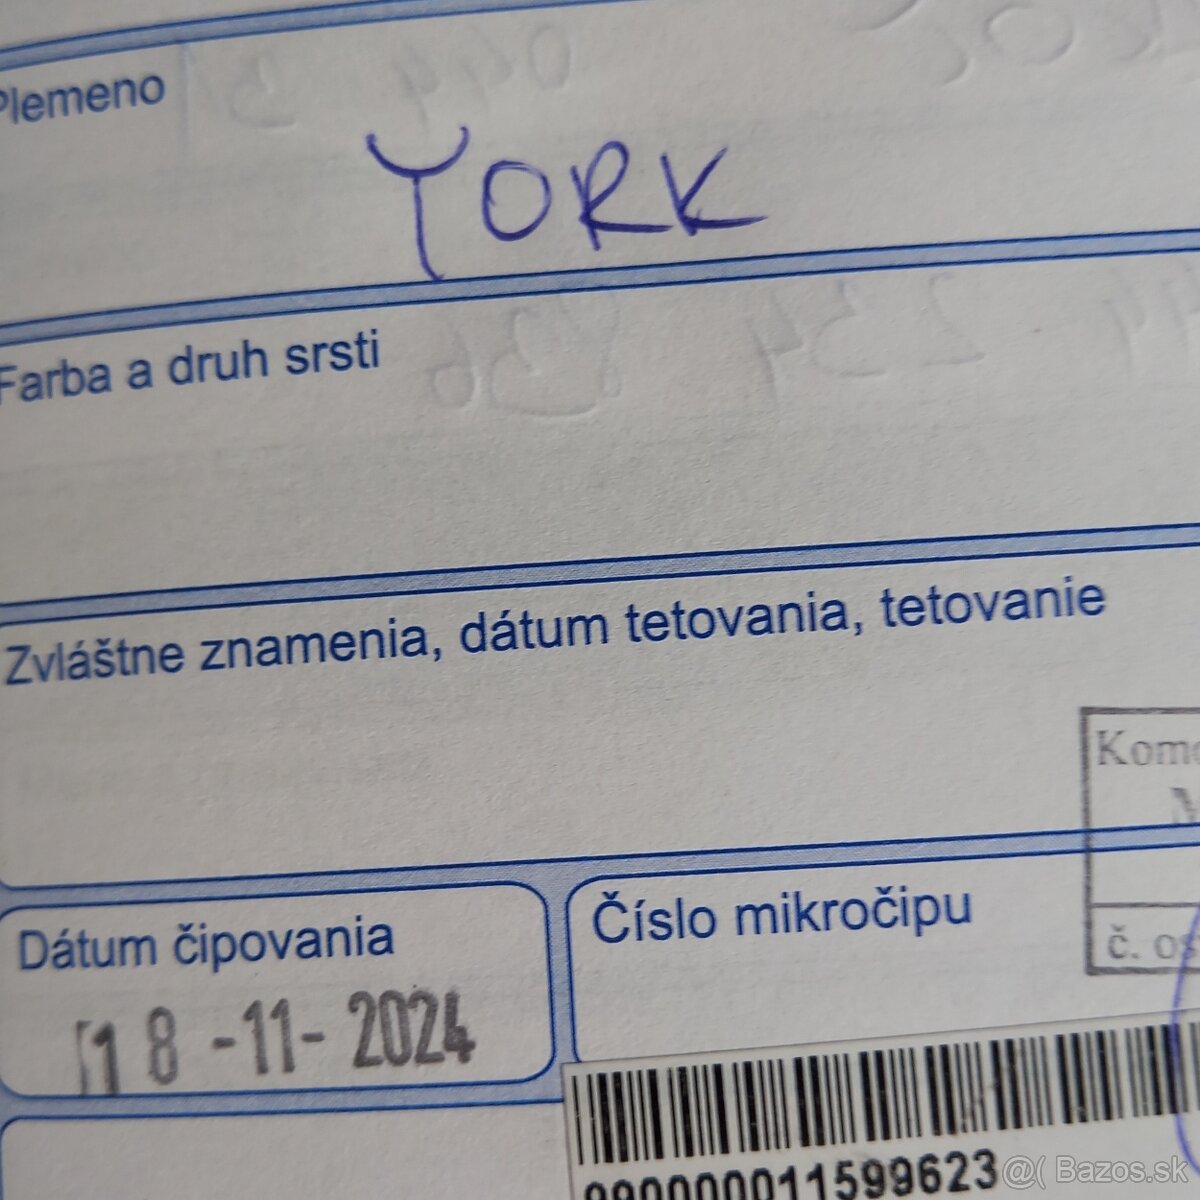 Plemeno
YORK
Farba a druh srsti
Zvláštne znamenia, dátum tetovania, tetovanie
Dátum čipovania
18 -11- 2024
Číslo mikročipu
č. os
@( Bazos.sk